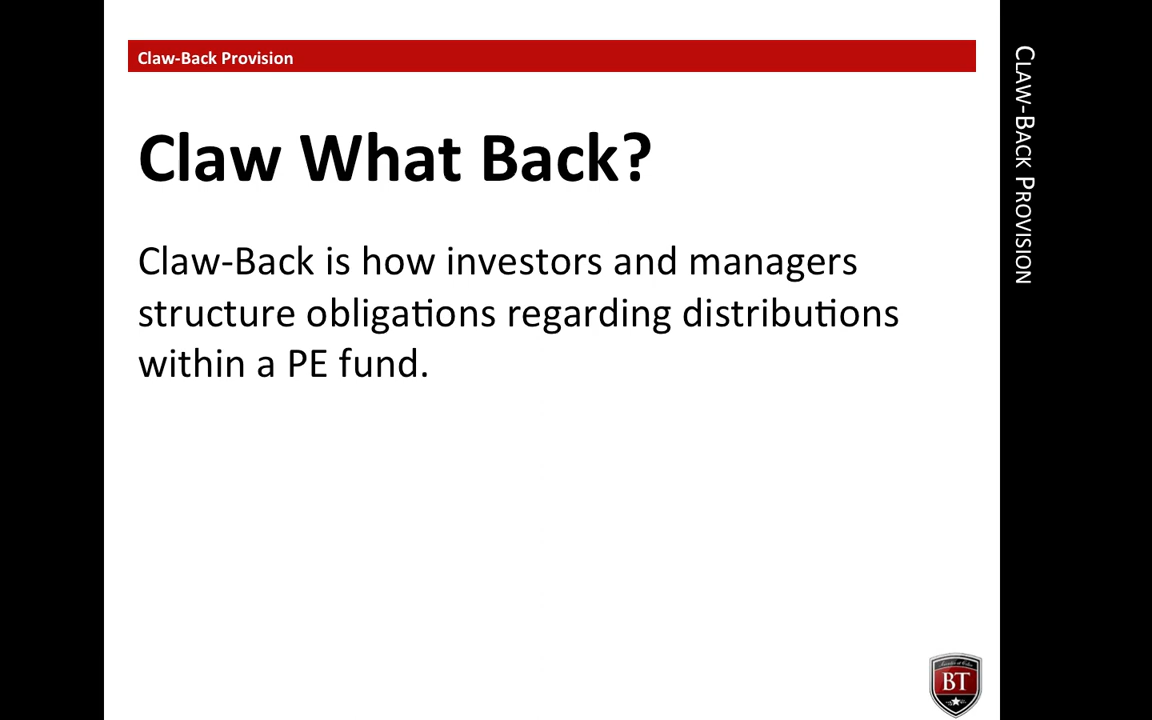 Claw-Back Provision
Claw What Back?
Claw-Back is how investors and managers
structure obligations regarding distributions
within a PE fund.
CLAW-BACK PROVISION
BT